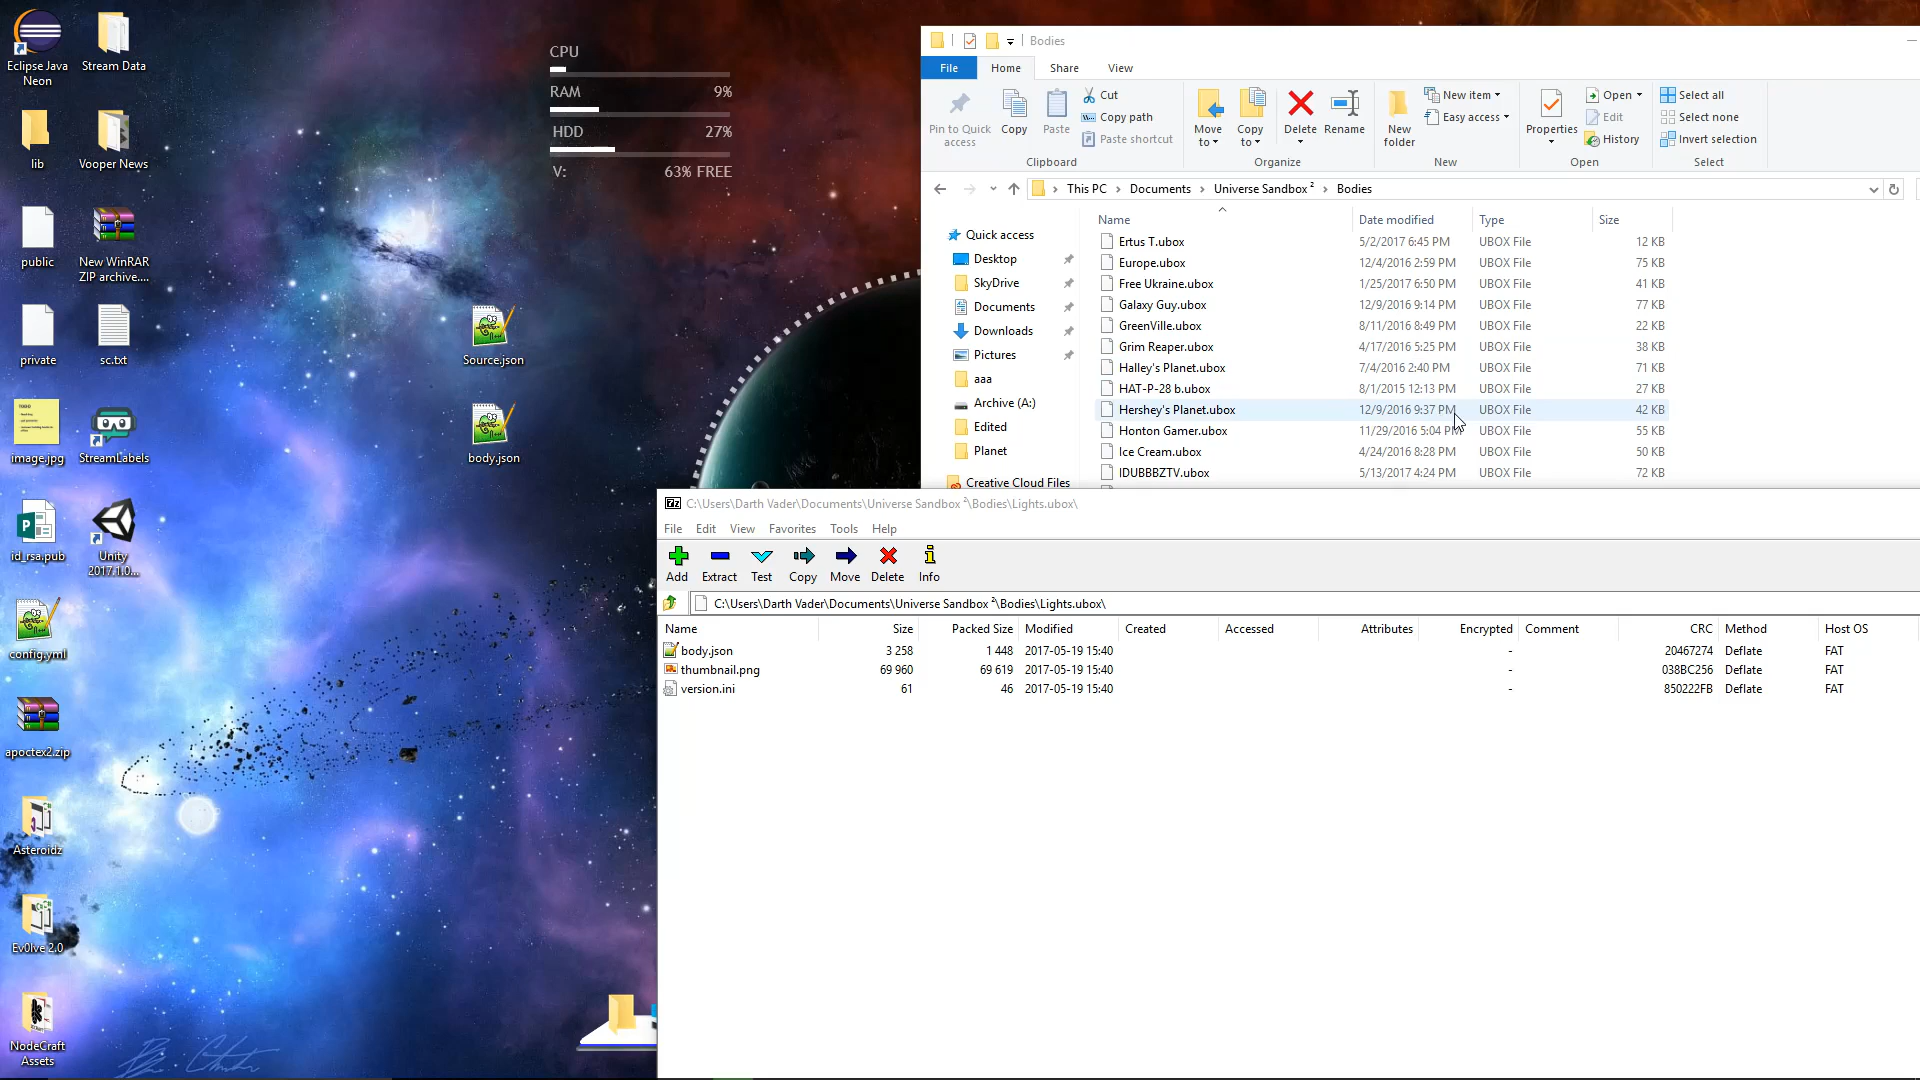 Eclipse Java
Neon
Stream Data
lib
Vooper News
public
New WinRAR
ZIP archive....
private
sc.txt
image.jpg
StreamLabels
id_rsa.pub
Unity
2017.1.0...
config.yml
apoctex2.zip
Asteroidz
Ev0lve 2.0
NodeCraft
Assets
Source.json
body.json
CPU
RAM 9%
HDD 27%
V: 63% FREE
Bodies
File Home Share View
Pin to Quick
access
Copy
Paste
Cut
Copy path
Paste shortcut
Clipboard
Move
to
Copy
to
Delete
Rename
Organize
New
folder
New item
Easy access
New
Properties
Open
Edit
History
Open
Select all
Select none
Invert selection
Select
This PC Documents Universe Sandbox ² Bodies
Quick access
Desktop
SkyDrive
Documents
Downloads
Pictures
aaa
Archive (A:)
Edited
Planet
Creative Cloud Files
Name Date modified Type Size
Ertus T.ubox 5/2/2017 6:45 PM UBOX File 12 KB
Europe.ubox 12/4/2016 2:59 PM UBOX File 75 KB
Free Ukraine.ubox 1/25/2017 6:50 PM UBOX File 41 KB
Galaxy Guy.ubox 12/9/2016 9:14 PM UBOX File 77 KB
GreenVille.ubox 8/11/2016 8:49 PM UBOX File 22 KB
Grim Reaper.ubox 4/17/2016 5:25 PM UBOX File 38 KB
Halley's Planet.ubox 7/4/2016 2:40 PM UBOX File 71 KB
HAT-P-28 b.ubox 8/1/2015 12:13 PM UBOX File 27 KB
Hershey's Planet.ubox 12/9/2016 9:37 PM UBOX File 42 KB
Honton Gamer.ubox 11/29/2016 5:04 PM UBOX File 55 KB
Ice Cream.ubox 4/24/2016 8:28 PM UBOX File 50 KB
IDUBBBZTV.ubox 5/13/2017 4:24 PM UBOX File 72 KB
7z C:\Users\Darth Vader\Documents\Universe Sandbox ²\Bodies\Lights.ubox\
File Edit View Favorites Tools Help
Add Extract Test Copy Move Delete Info
C:\Users\Darth Vader\Documents\Universe Sandbox ²\Bodies\Lights.ubox\
Name Size Packed Size Modified Created Accessed Attributes Encrypted Comment CRC Method Host OS
body.json 3 258 1 448 2017-05-19 15:40 - 20467274 Deflate FAT
thumbnail.png 69 960 69 619 2017-05-19 15:40 - 038BC256 Deflate FAT
version.ini 61 46 2017-05-19 15:40 - 850222FB Deflate FAT